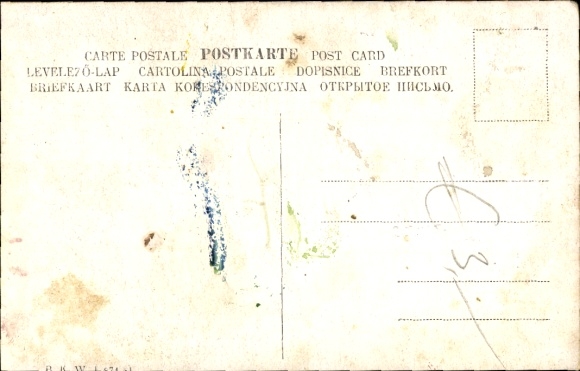 CARTE POSTALE POSTKARTE POST CARD
LEVELEZŐ-LAP CARTOLINA POSTALE DOPISNICE BREFKORT
BRIEFKAART KARTA KORESPONDENCYJNA ОТКРЫТОЕ ПИСЬМО.
B. K. W. I.